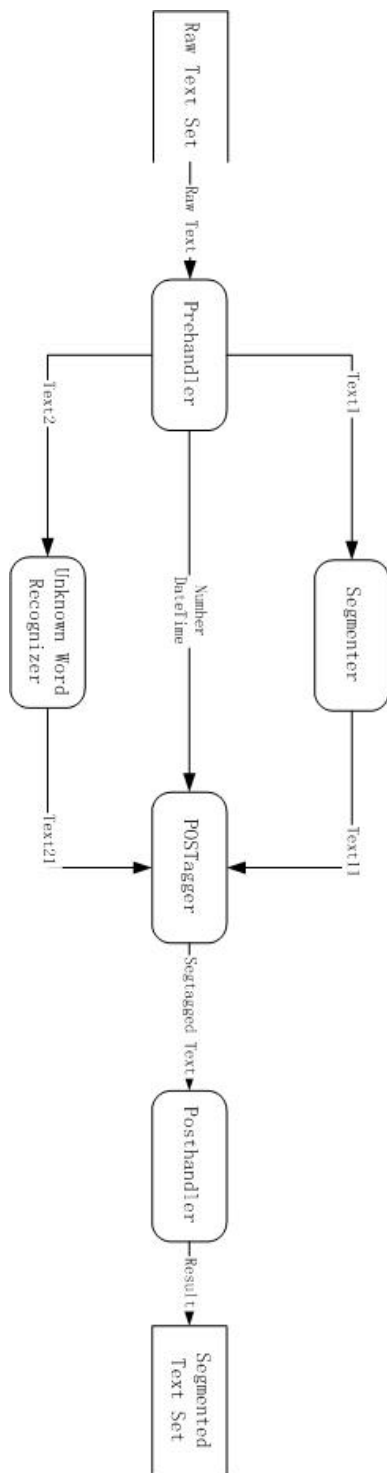 Raw Text Set
Raw Text
Prehandler
Text1
Segmenter
Text11
Number
DateTime
Text2
Unknown Word
Recognizer
Text21
POSTagger
Segtagged Text
Posthandler
Result
Segmented
Text Set